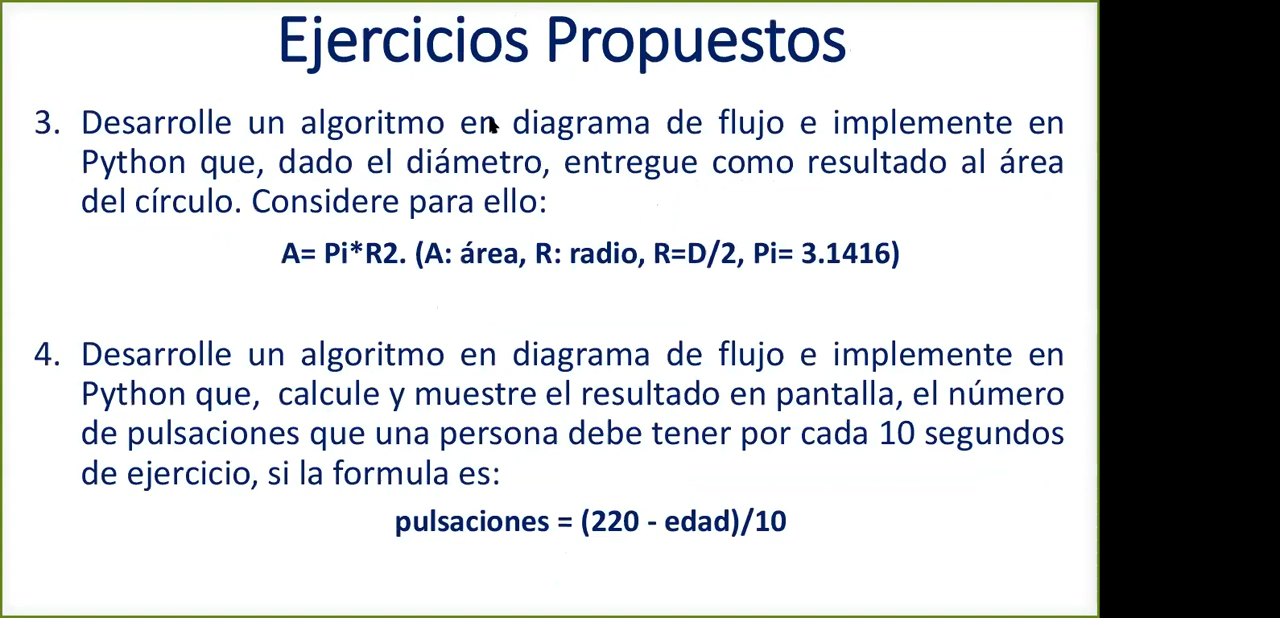 Ejercicios Propuestos
3. Desarrolle un algoritmo en diagrama de flujo e implemente en
Python que, dado el diámetro, entregue como resultado al área
del círculo. Considere para ello:
A= Pi*R2. (A: área, R: radio, R=D/2, Pi= 3.1416)
4. Desarrolle un algoritmo en diagrama de flujo e implemente en
Python que, calcule y muestre el resultado en pantalla, el número
de pulsaciones que una persona debe tener por cada 10 segundos
de ejercicio, si la formula es:
pulsaciones = (220 - edad)/10